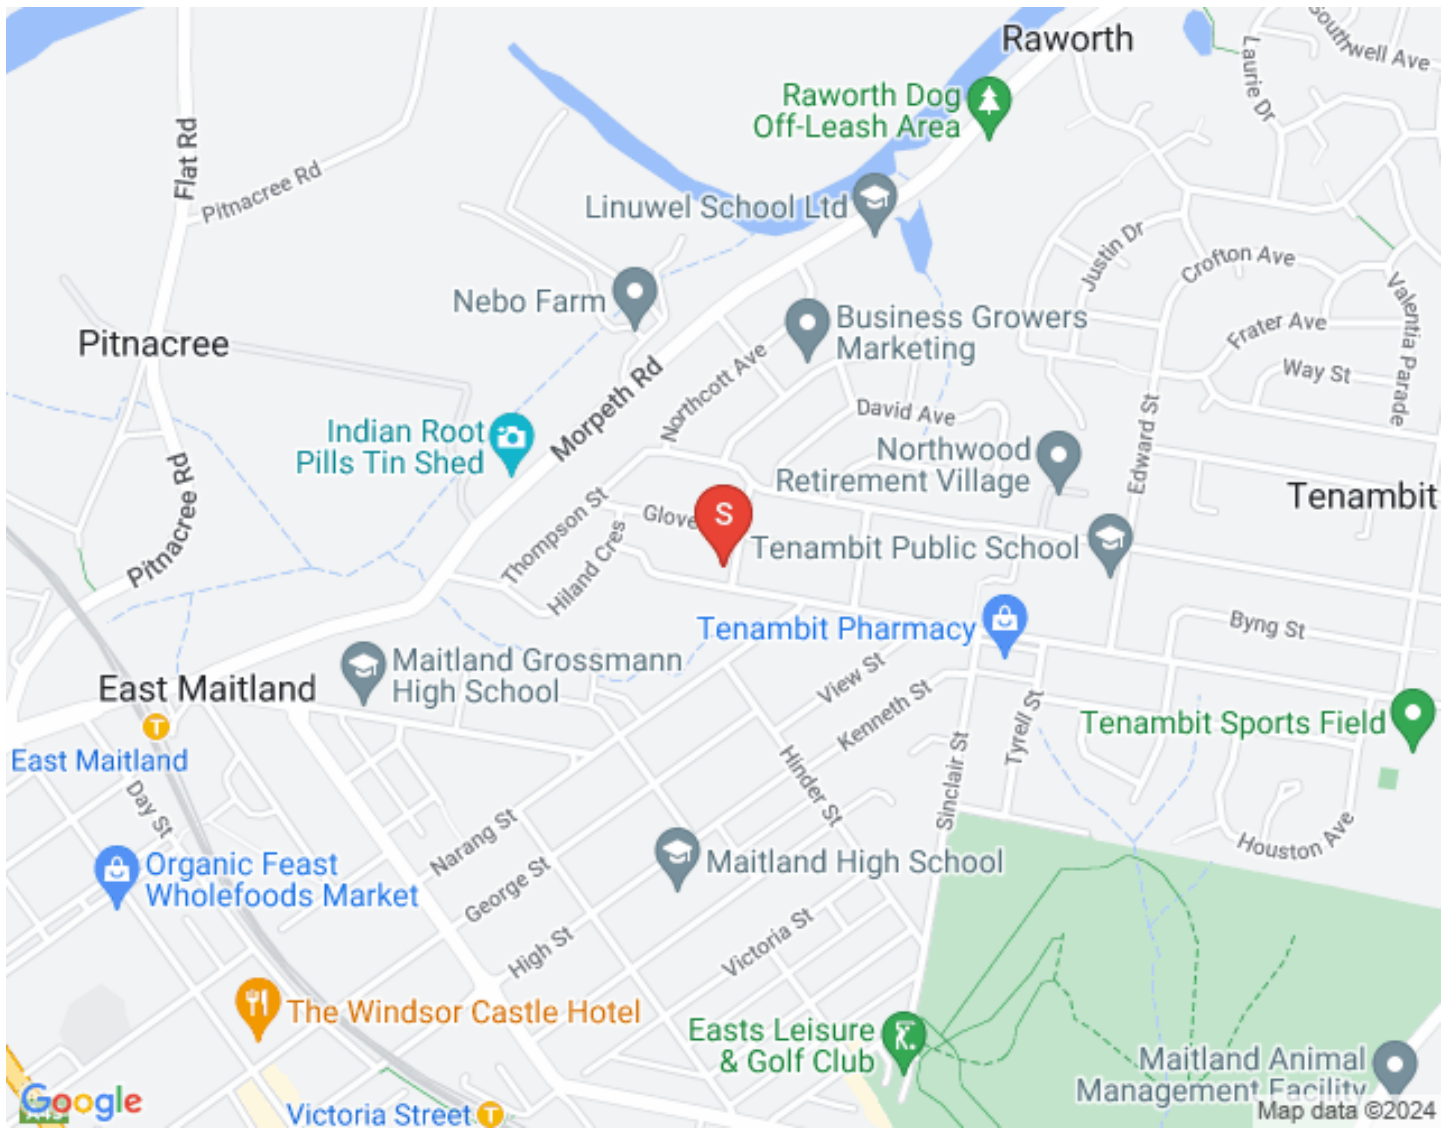 Raworth
Southwell Ave
Laurie Dr
Raworth Dog
Off-Leash Area
Flat Rd
Pitnacree Rd
Linuwel School Ltd
Justin Dr
Crofton Ave
Valentia Parade
Nebo Farm
Business Growers
Marketing
Frater Ave
Pitnacree
Way St
Northcott Ave
Morpeth Rd
David Ave
Edward St
Indian Root
Pills Tin Shed
Northwood
Retirement Village
Tenambit
Pitnacree Rd
Thompson St
Glove
S
Hiland Cres
Tenambit Public School
Tenambit Pharmacy
Byng St
Maitland Grossmann
High School
East Maitland
T
East Maitland
View St
Kenneth St
Tyrell St
Tenambit Sports Field
Hinder St
Sinclair St
Day St
Narang St
Houston Ave
Organic Feast
Wholefoods Market
George St
Maitland High School
High St
Victoria St
The Windsor Castle Hotel
Easts Leisure
& Golf Club
Maitland Animal
Management Facility
Google
A43
Victoria Street
T
Map data ©2024